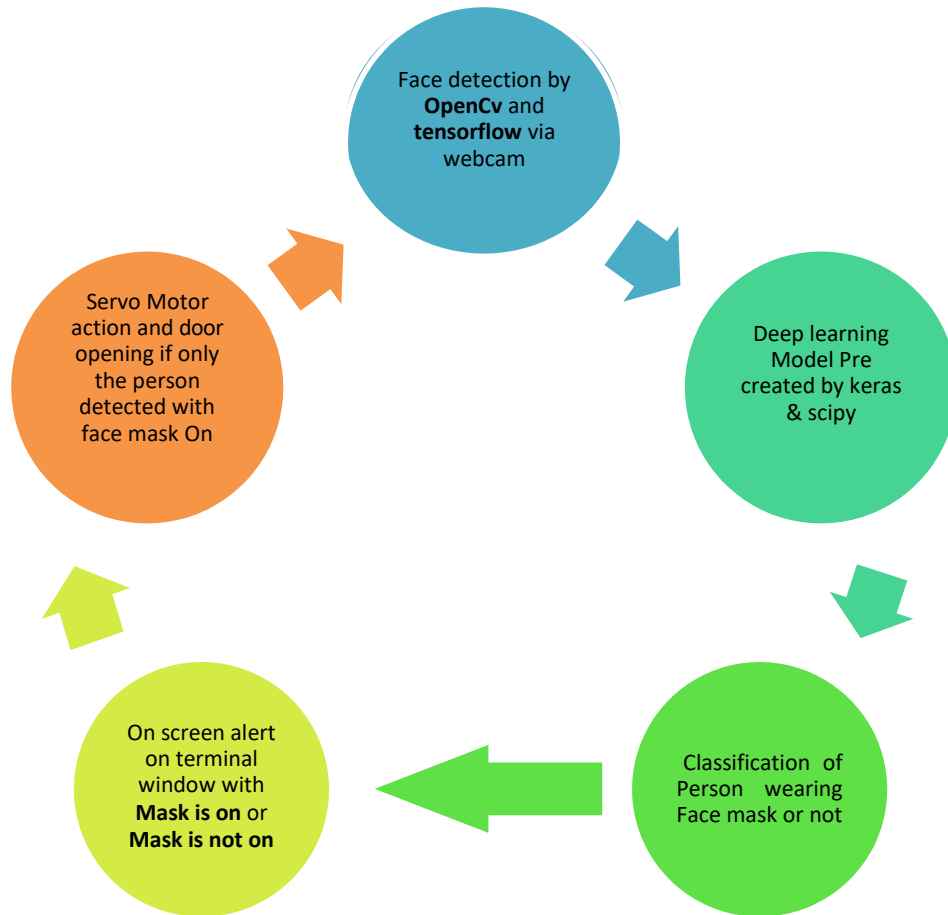 Face detection by
OpenCv and
tensorflow via
webcam
Deep learning
Model Pre
created by keras
& scipy
Classification of
Person wearing
Face mask or not
On screen alert
on terminal
window with
Mask is on or
Mask is not on
Servo Motor
action and door
opening if only
the person
detected with
face mask On